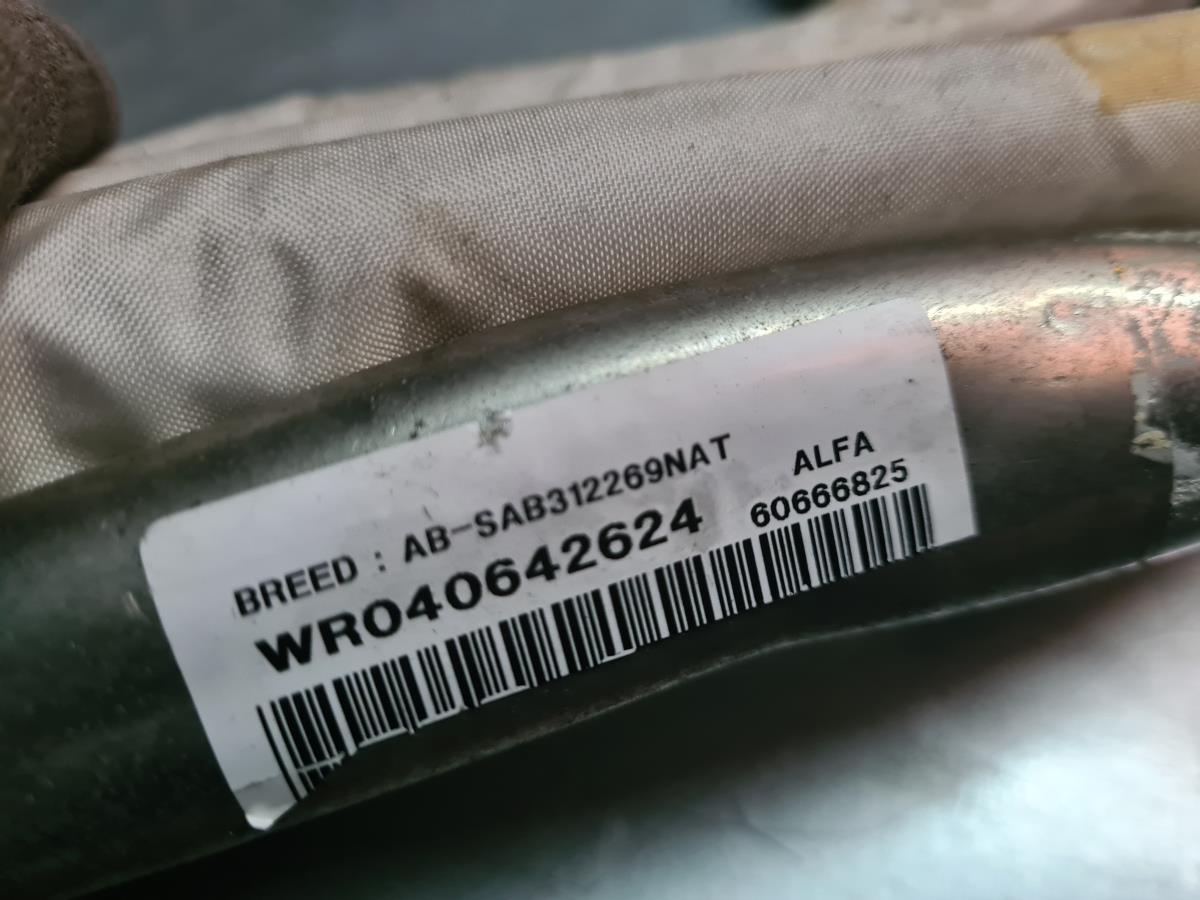 BREED : AB-SAB312269NAT
ALFA
WR040642624
60666825